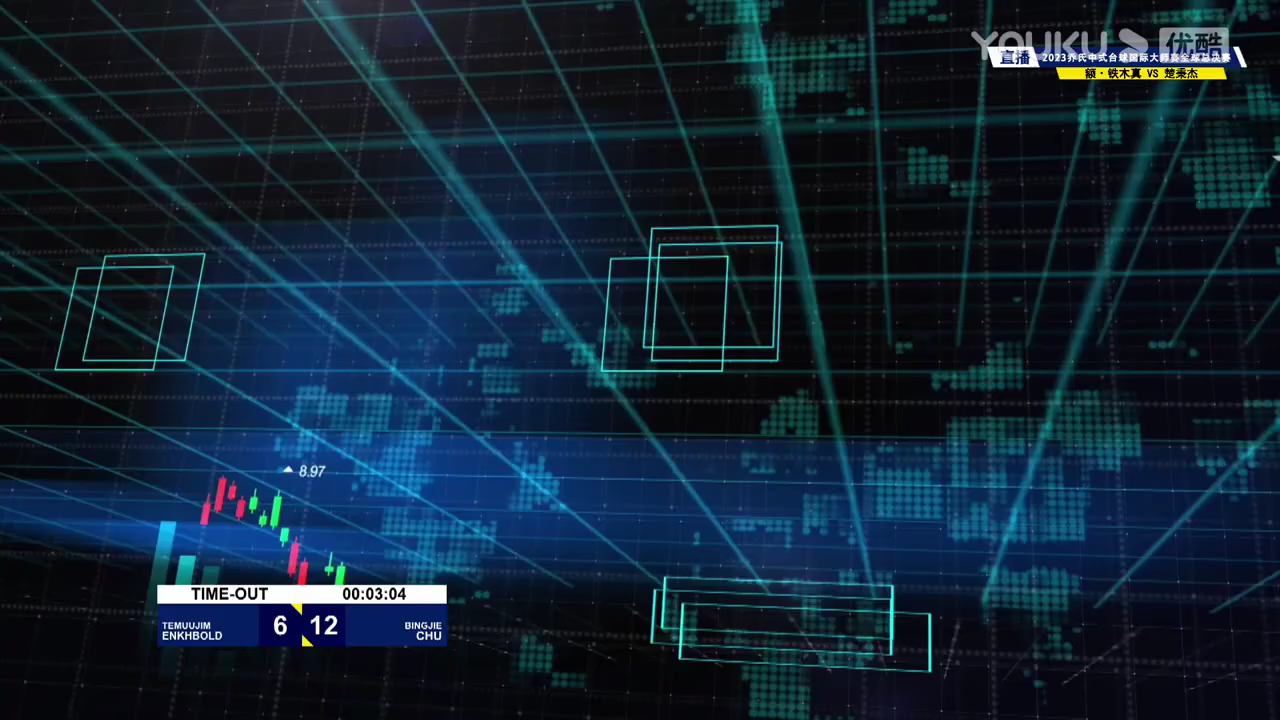 YOUKU 优酷
直播 2023乔氏中式台球国际大师赛全球总决赛
额·铁木真 VS 楚秉杰
8.97
TIME-OUT 00:03:04
TEMUUJIM ENKHBOLD 6 12 BINGJIE CHU